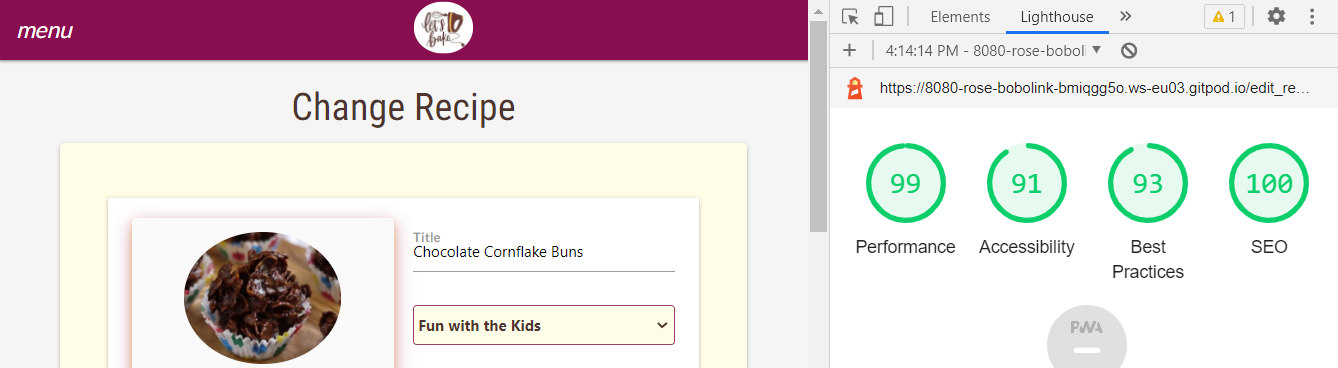 menu
let's
bake
Change Recipe
Title
Chocolate Cornflake Buns
Fun with the Kids
Elements
Lighthouse
1
4:14:14 PM - 8080-rose-boboli
https://8080-rose-bobolink-bmiqgg5o.ws-eu03.gitpod.io/edit_re…
99
91
93
100
Performance
Accessibility
Best
Practices
SEO
PWA